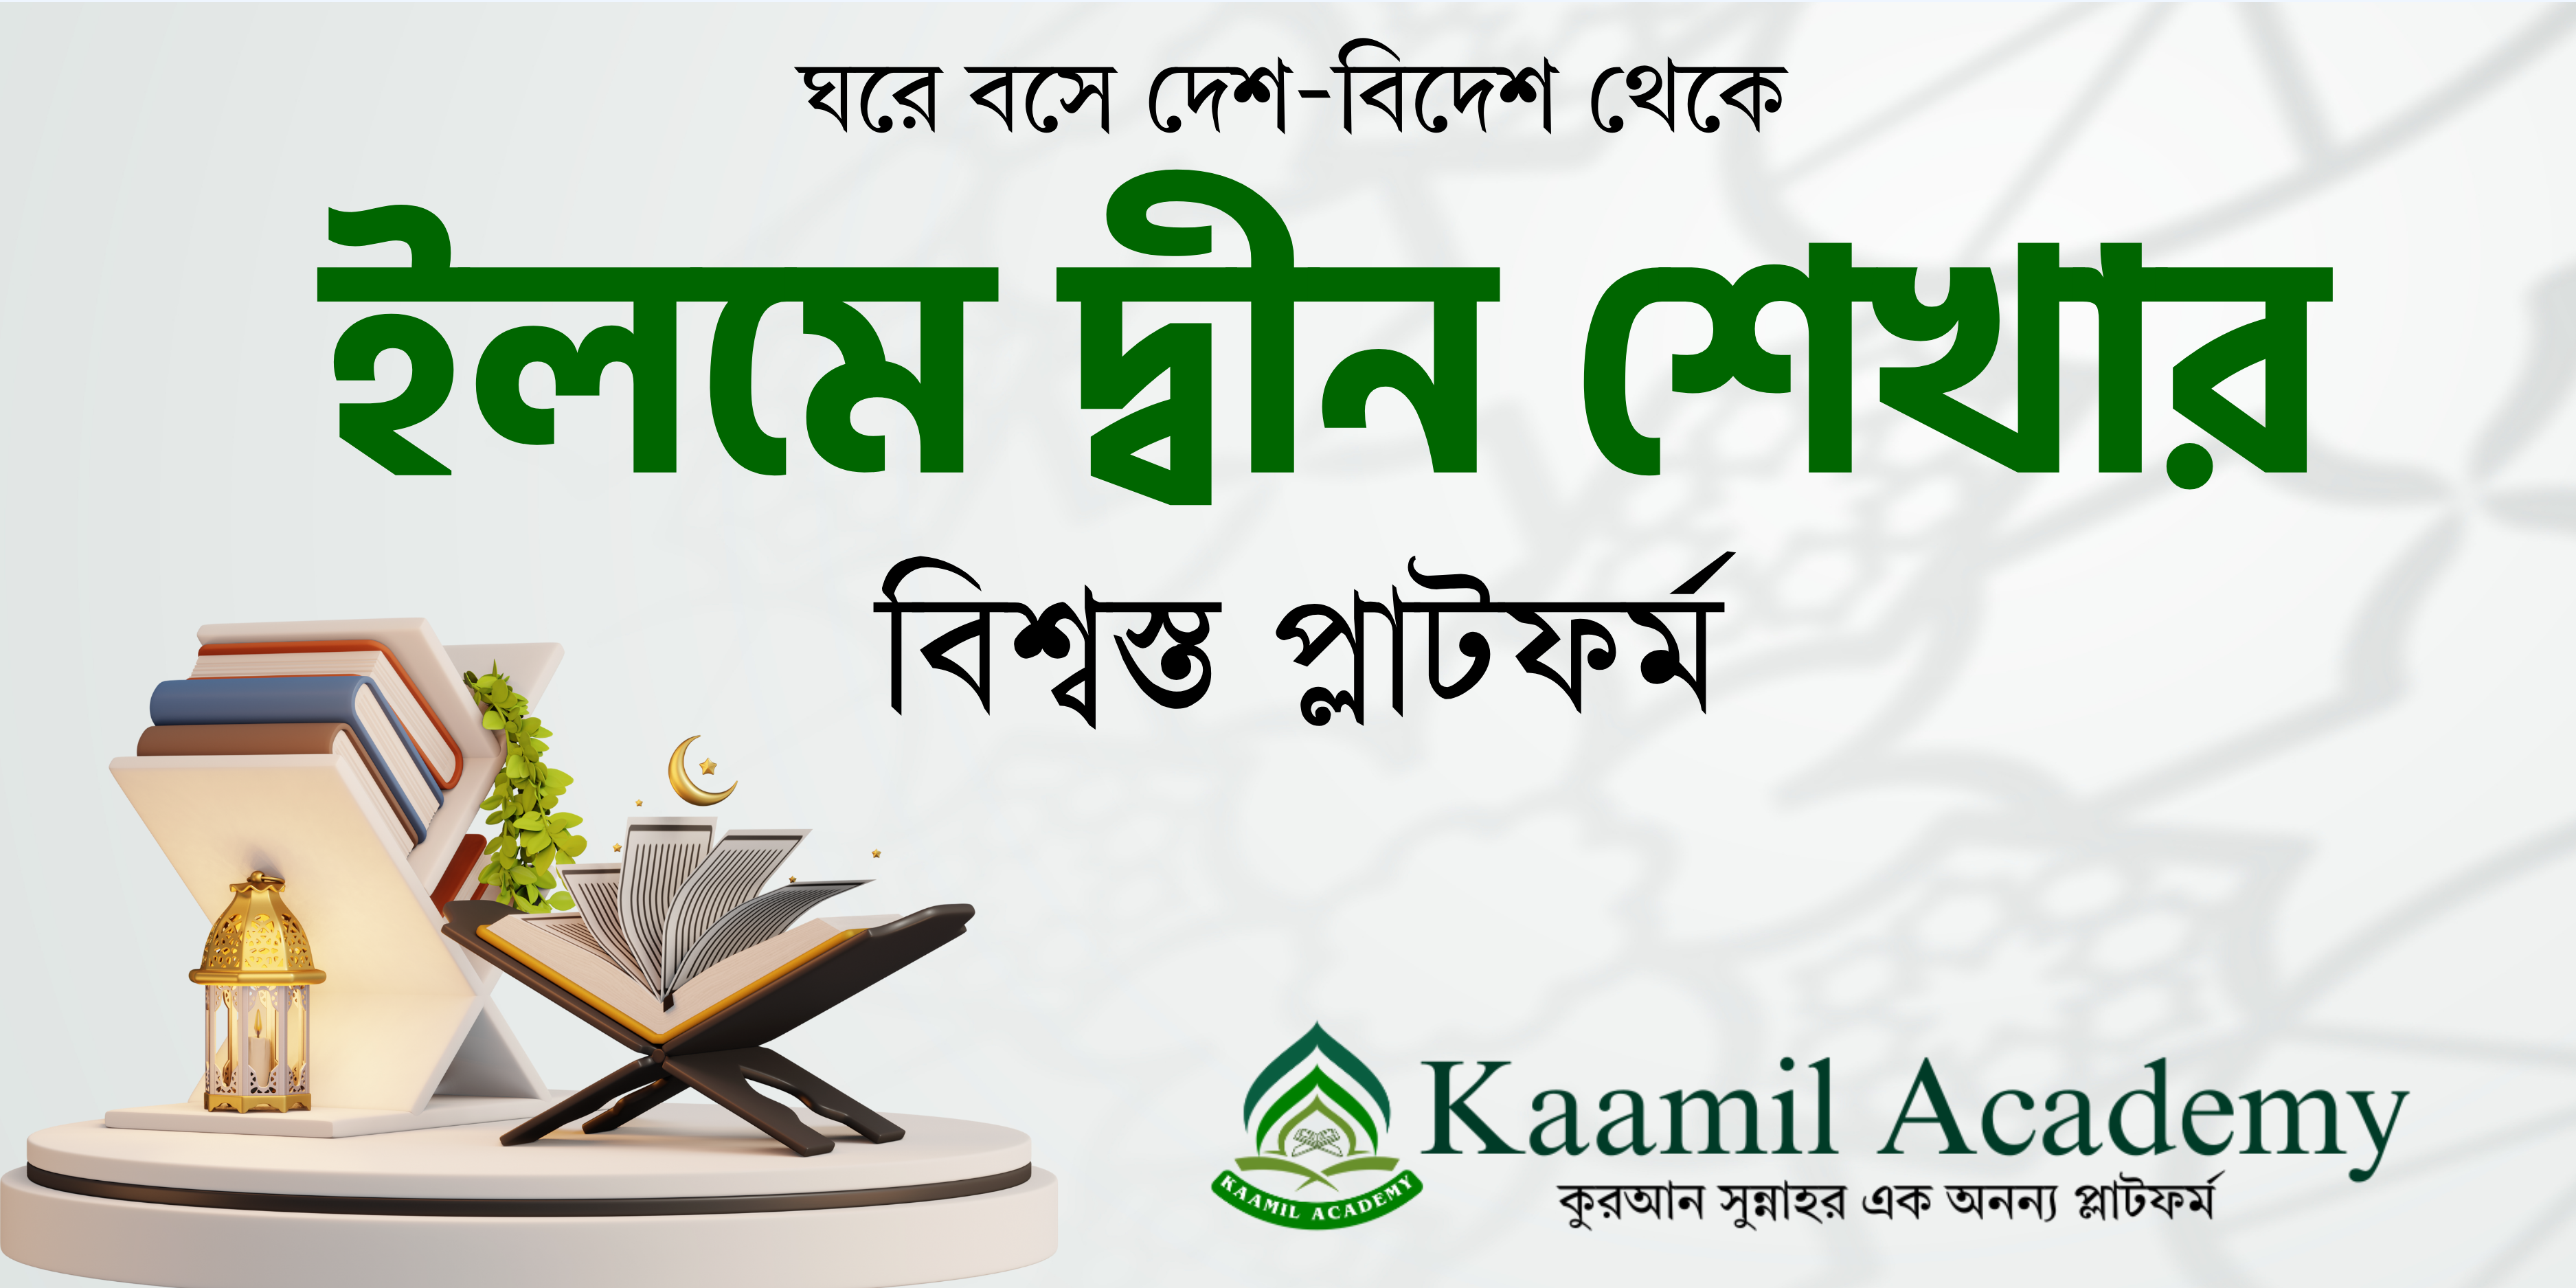 ঘরে বসে দেশ-বিদেশ থেকে
ইলমে দ্বীন শেখার
বিশ্বস্ত প্লাটফর্ম
Kaamil Academy
KAAMIL ACADEMY
কুরআন সুন্নাহর এক অনন্য প্লাটফর্ম